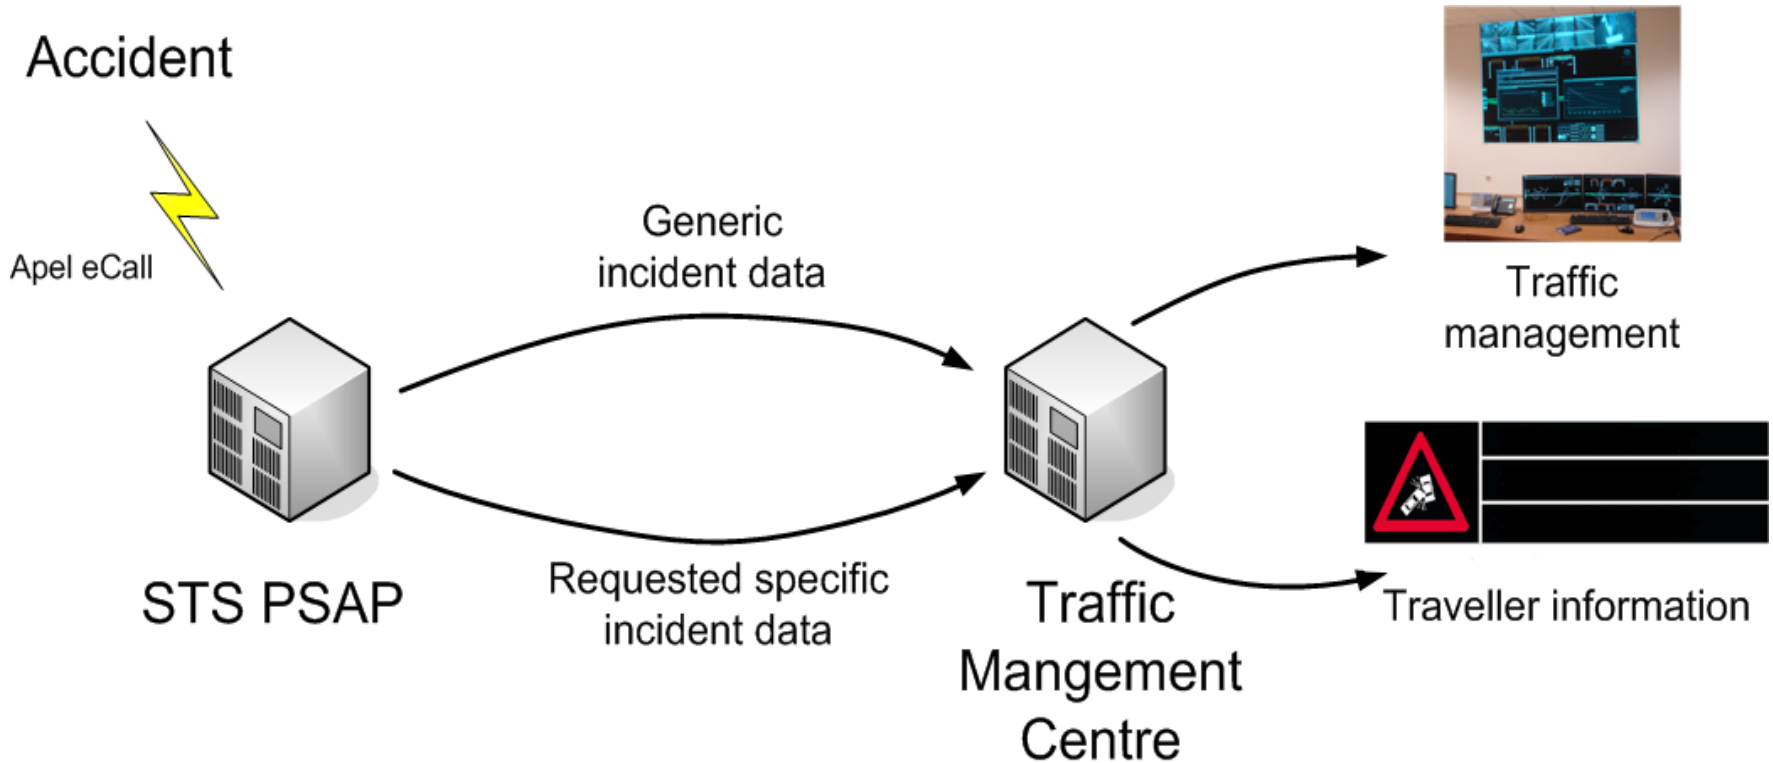 Accident
Apel eCall
Generic
incident data
STS PSAP
Requested specific
incident data
Traffic
Mangement
Centre
Traffic
management
Traveller information